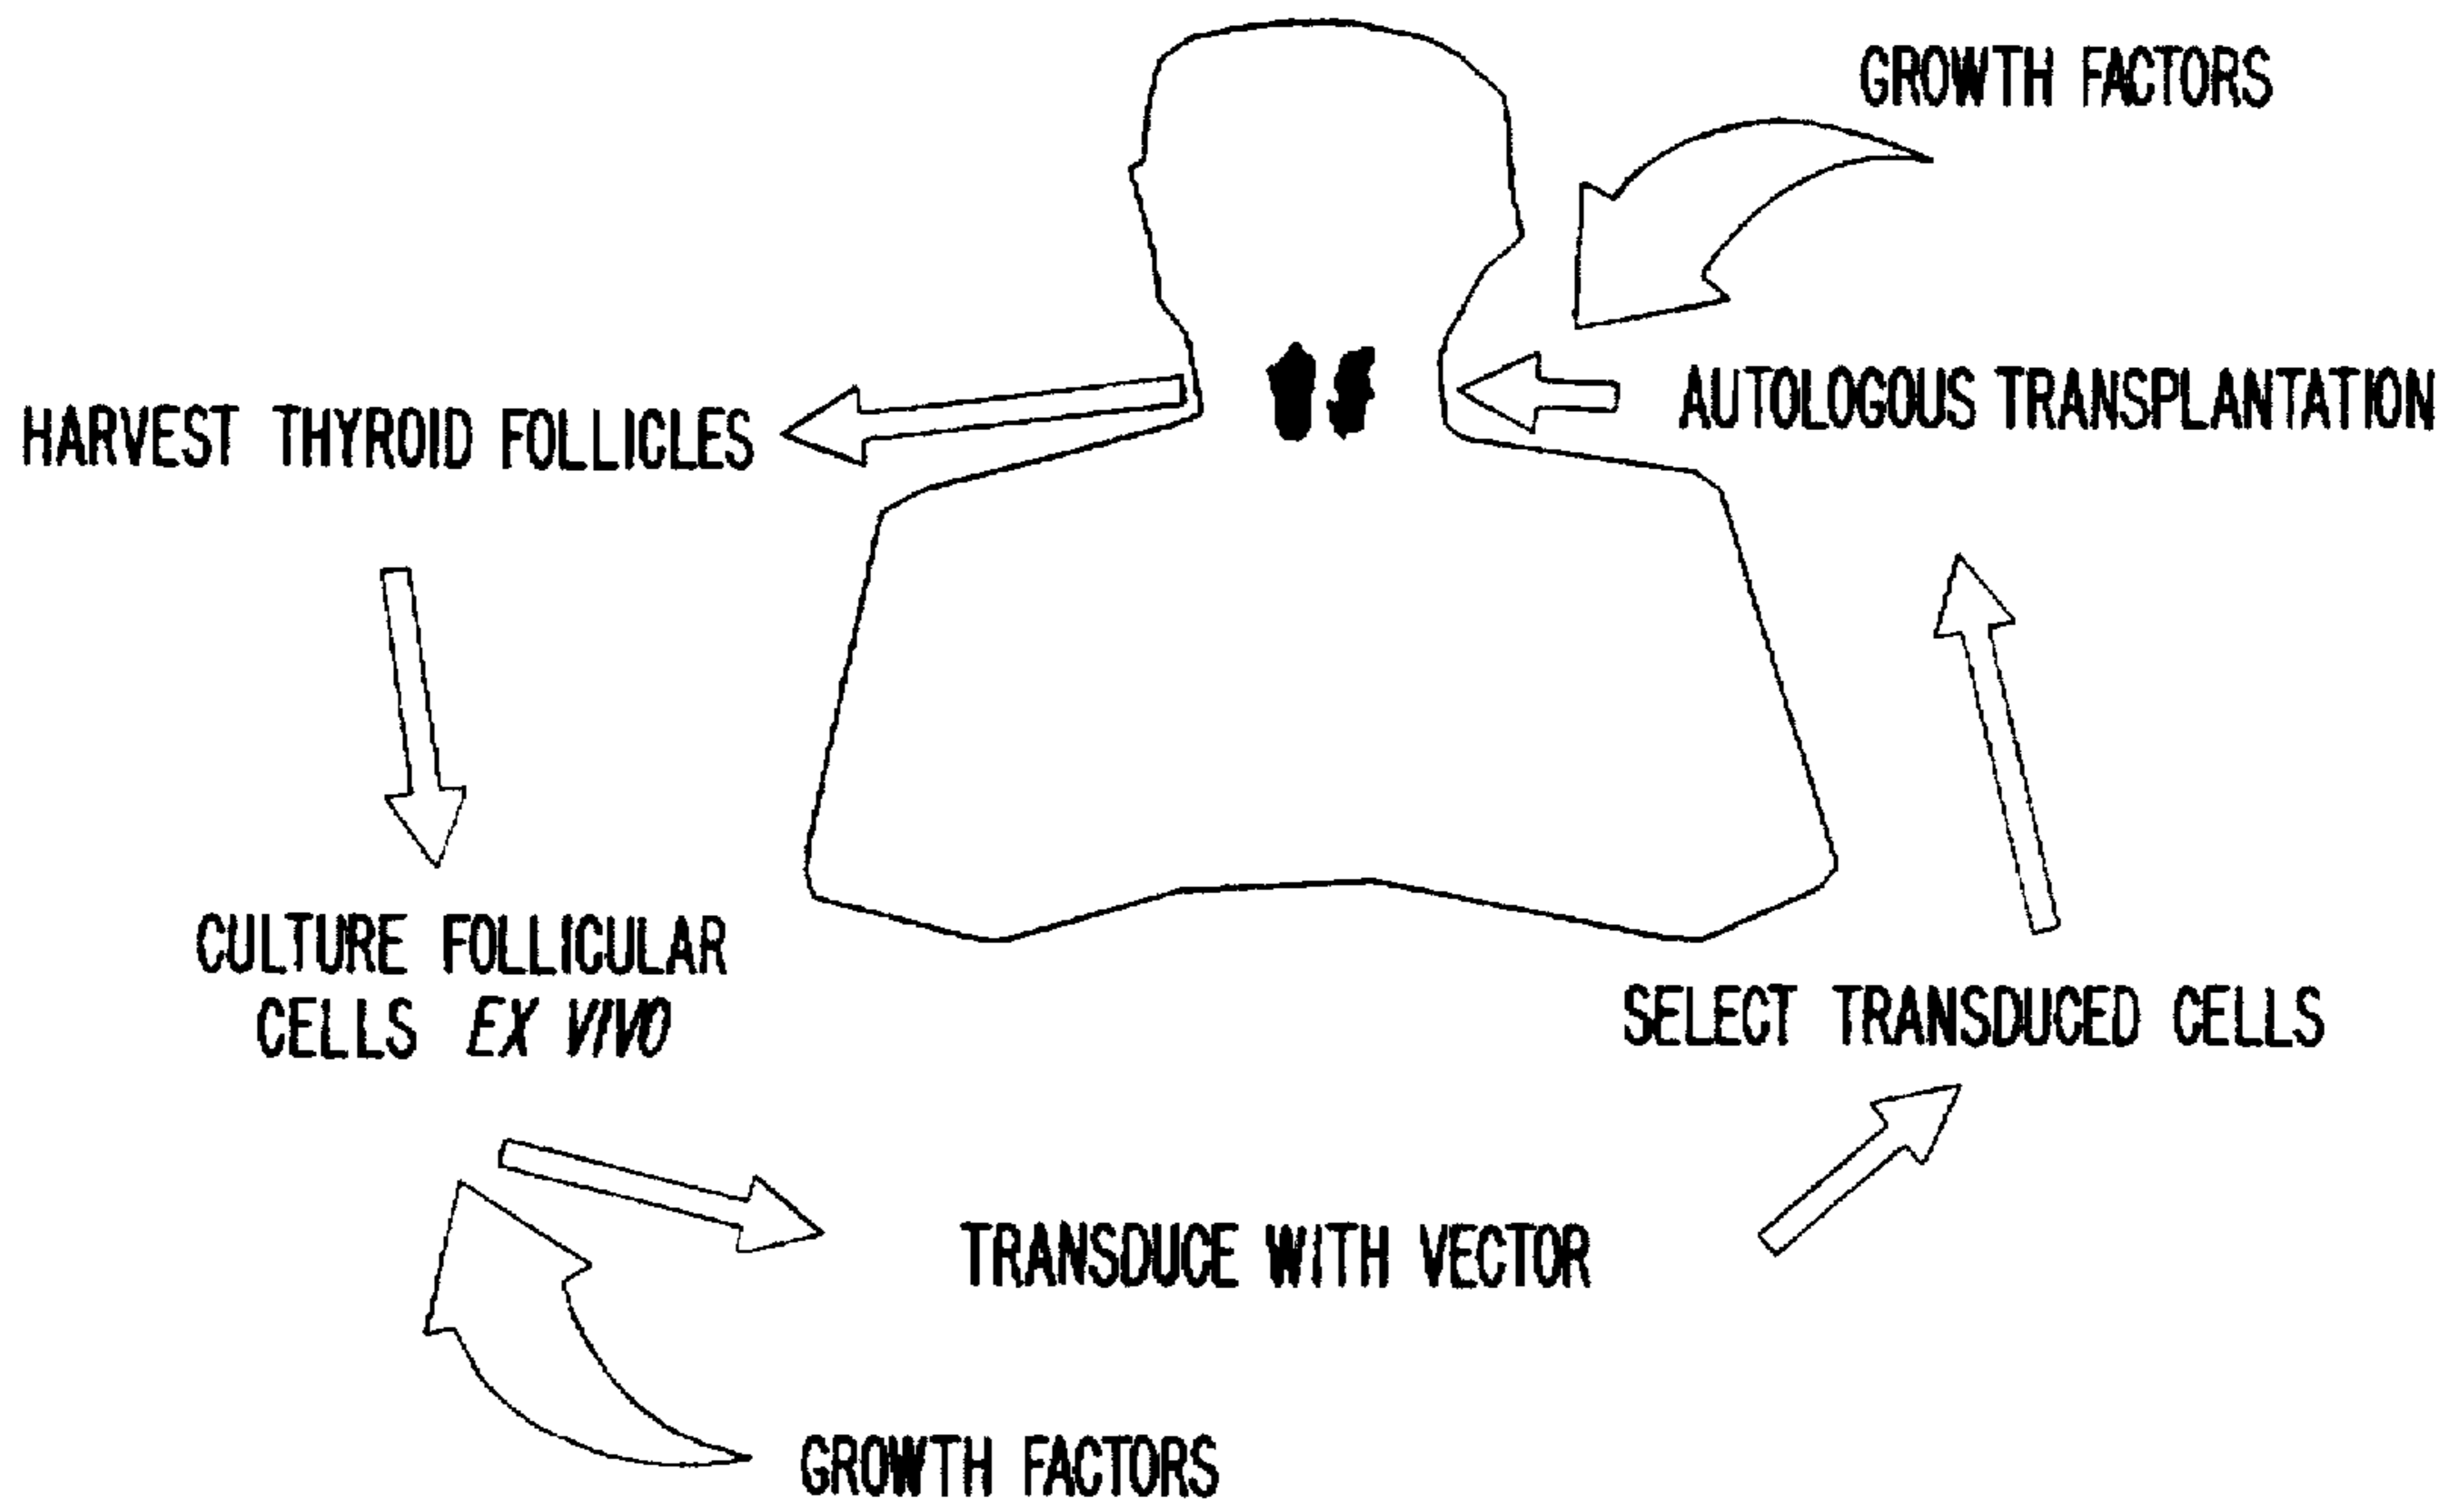 GROWTH FACTORS
AUTOLOGOUS TRANSPLANTATION
HARVEST THYROID FOLLICLES
CULTURE FOLLICULAR
CELLS EX VIVO
SELECT TRANSDUCED CELLS
TRANSDUCE WITH VECTOR
GROWTH FACTORS